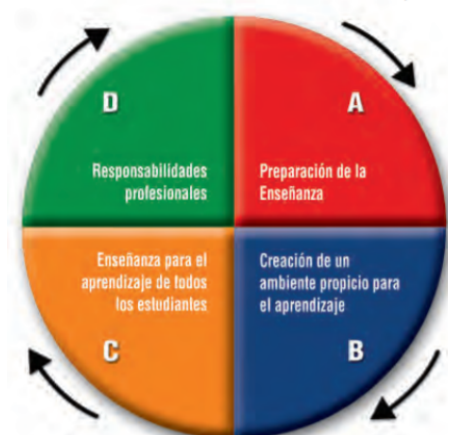 D
Responsabilidades
profesionales
A
Preparación de la
Enseñanza
Enseñanza para el
aprendizaje de todos
los estudiantes
C
Creación de un
ambiente propicio para
el aprendizaje
B